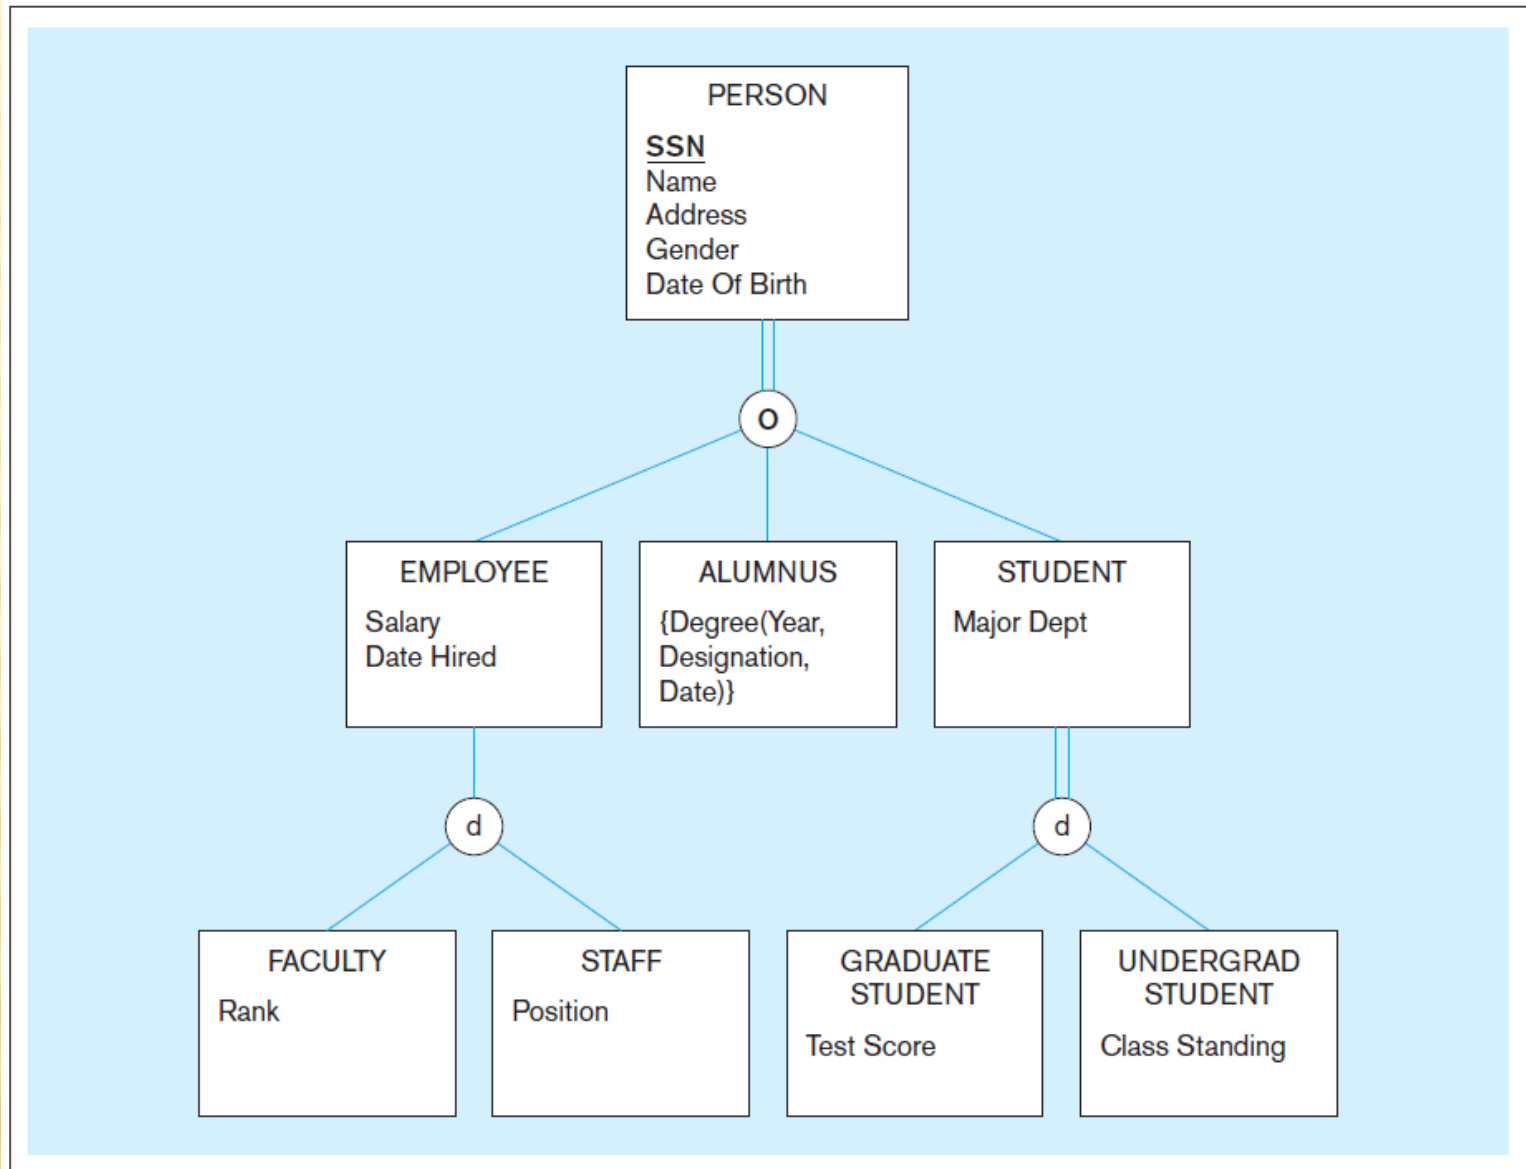 PERSON
SSN
Name
Address
Gender
Date Of Birth
O
EMPLOYEE
Salary
Date Hired
ALUMNUS
{Degree(Year,
Designation,
Date)}
STUDENT
Major Dept
d
d
FACULTY
Rank
STAFF
Position
GRADUATE
STUDENT
Test Score
UNDERGRAD
STUDENT
Class Standing